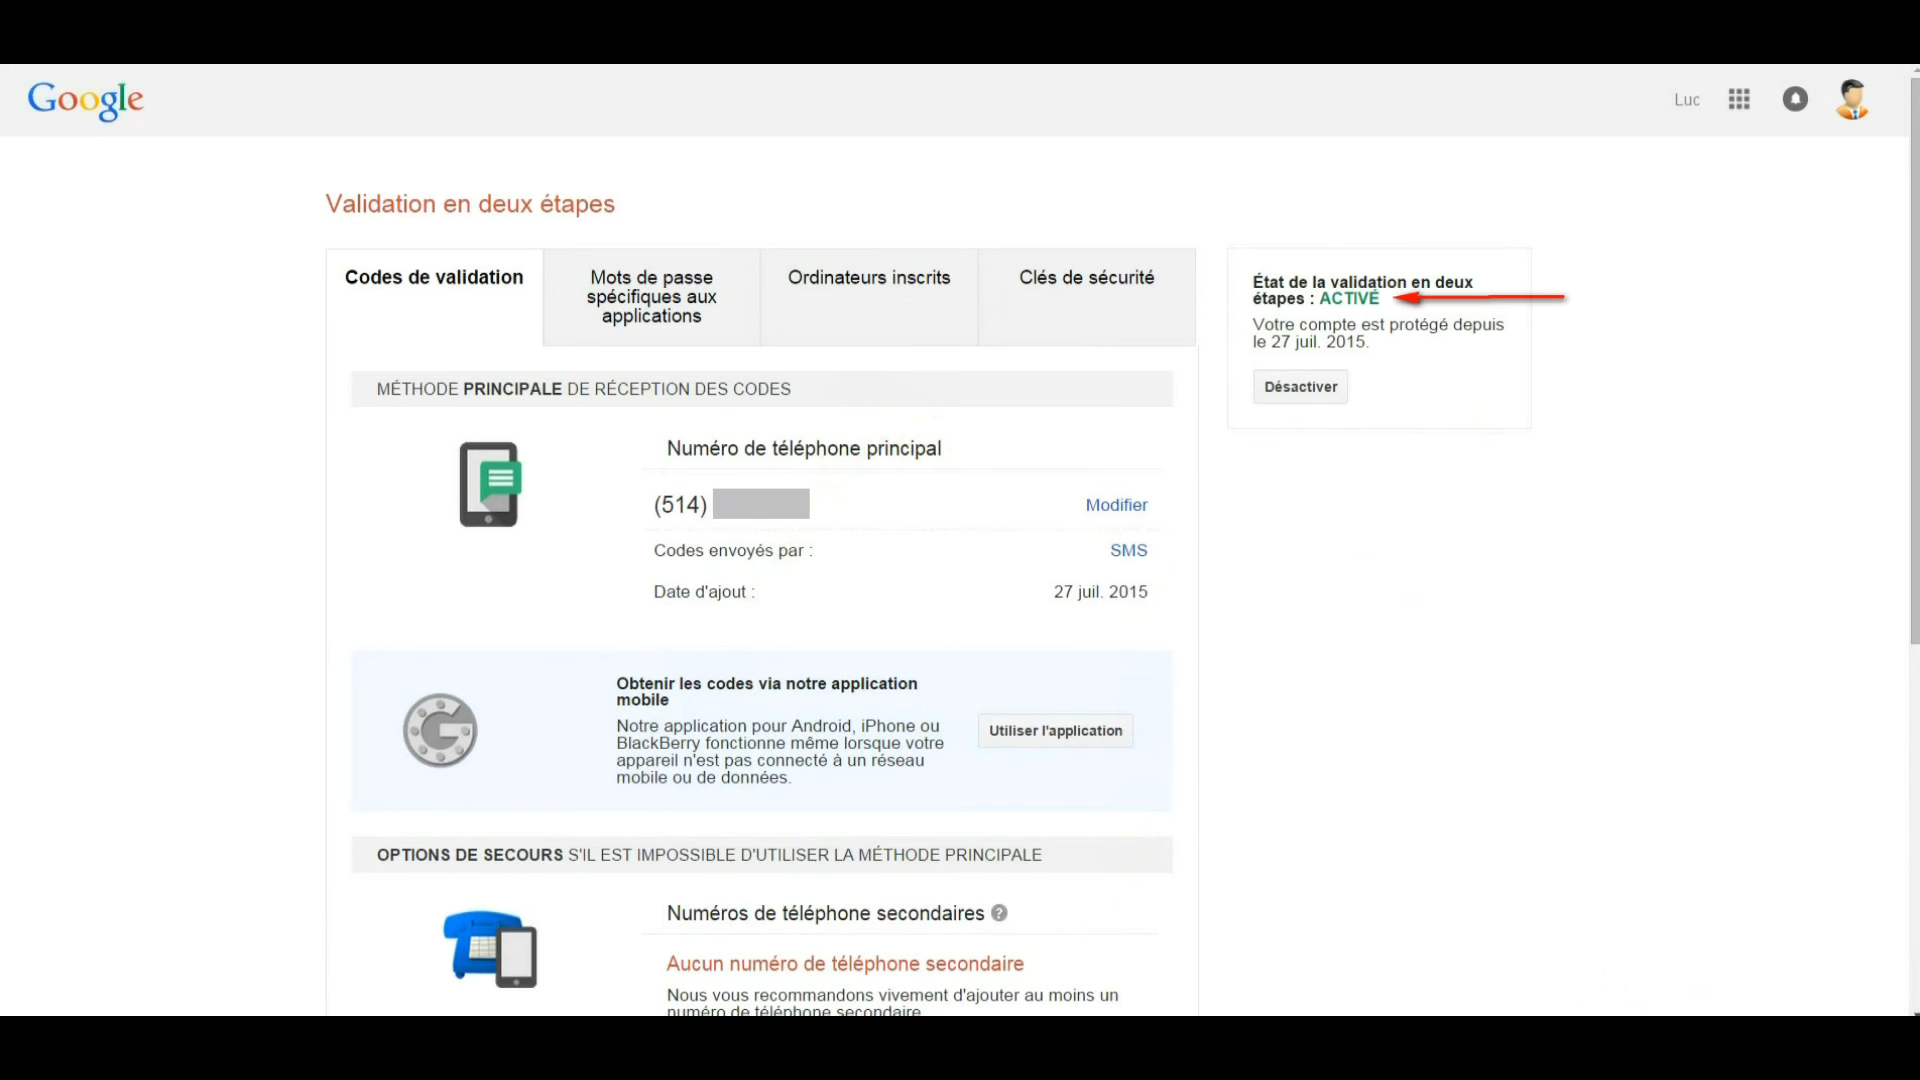 Google
Luc
Validation en deux étapes
Codes de validation
Mots de passe
spécifiques aux
applications
Ordinateurs inscrits
Clés de sécurité
État de la validation en deux
étapes : ACTIVÉ
Votre compte est protégé depuis
le 27 juil. 2015.
Désactiver
MÉTHODE PRINCIPALE DE RÉCEPTION DES CODES
Numéro de téléphone principal
(514)
Modifier
Codes envoyés par :
SMS
Date d'ajout :
27 juil. 2015
Obtenir les codes via notre application
mobile
Notre application pour Android, iPhone ou
BlackBerry fonctionne même lorsque votre
appareil n'est pas connecté à un réseau
mobile ou de données.
Utiliser l'application
OPTIONS DE SECOURS S'IL EST IMPOSSIBLE D'UTILISER LA MÉTHODE PRINCIPALE
Numéros de téléphone secondaires ?
Aucun numéro de téléphone secondaire
Nous vous recommandons vivement d'ajouter au moins un
numéro de téléphone secondaire